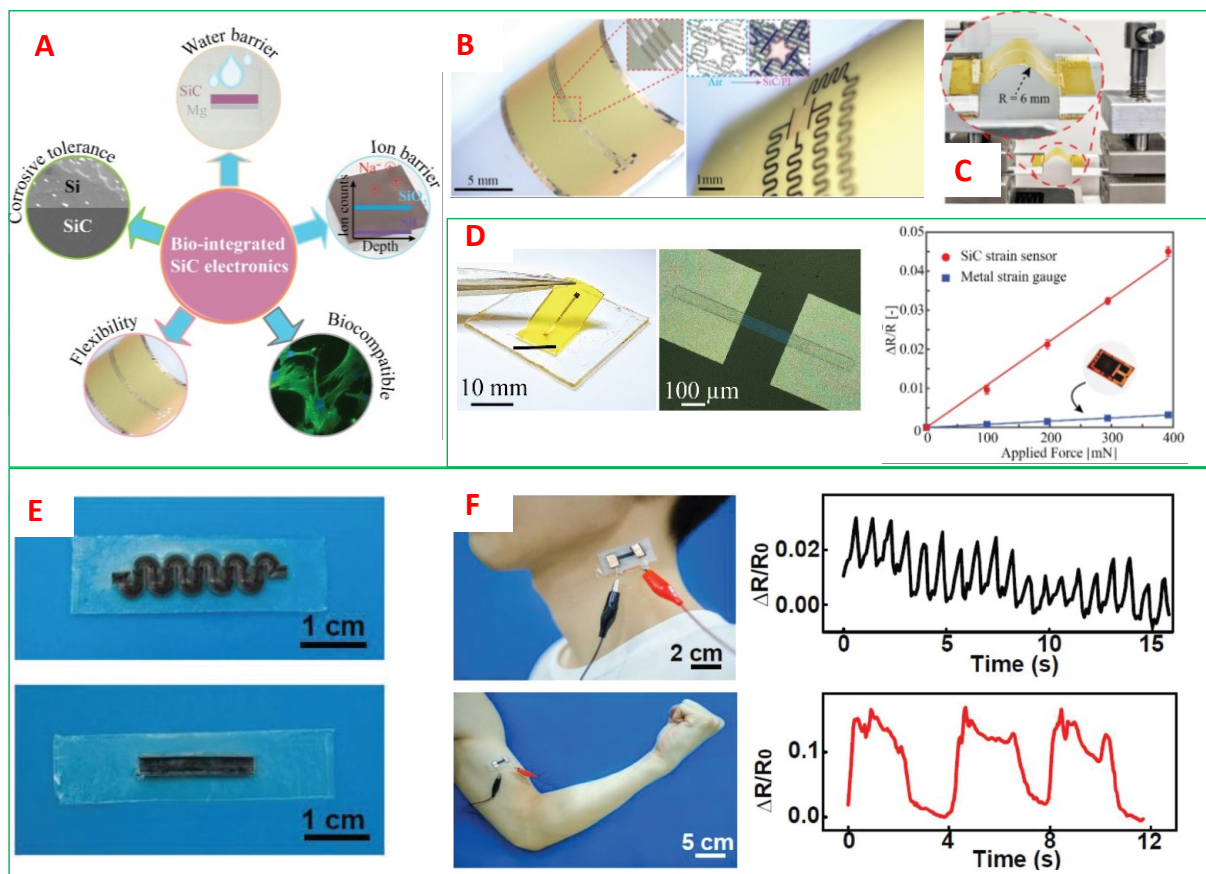 A
Water barrier
SiC
Mg
Corrosive tolerance
Si
SiC
Ion barrier
Na⁺
Ion counts
SiO₂
SiC
Depth
Bio-integrated
SiC electronics
Flexibility
Biocompatible
B
Air
SiC/PI
5 mm
1mm
C
R = 6 mm
D
10 mm
100 µm
0.05
0.04
0.03
0.02
0.01
0
ΔR/R [-]
SiC strain sensor
Metal strain gauge
0
100
200
300
400
Applied Force [mN]
E
1 cm
1 cm
F
2 cm
ΔR/R0
0.02
0.00
0
5
10
15
Time (s)
5 cm
ΔR/R0
0.1
0.0
0
4
8
12
Time (s)